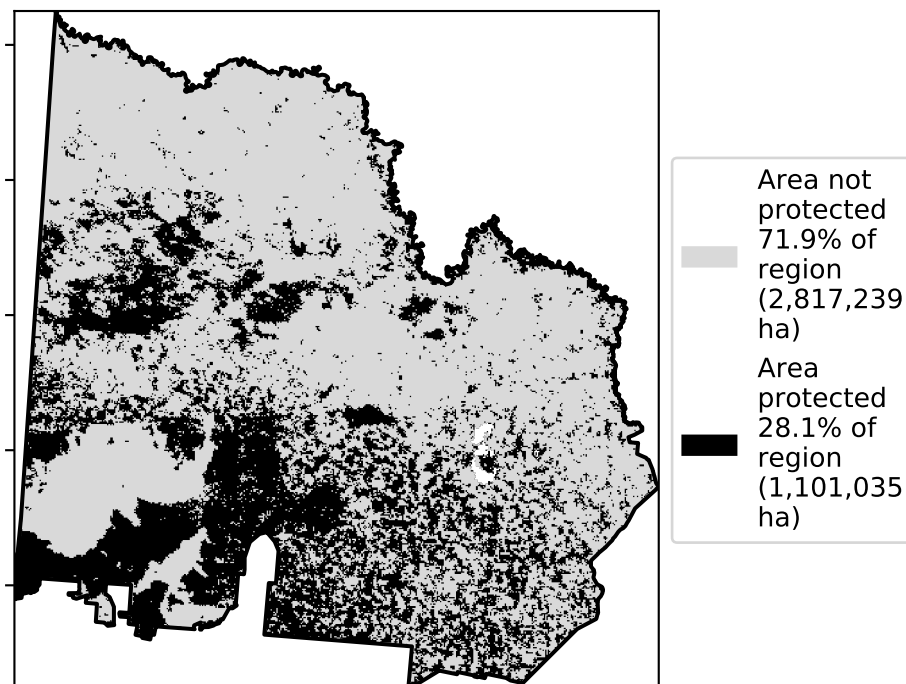 Area not
protected
71.9% of
region
(2,817,239
ha)
Area
protected
28.1% of
region
(1,101,035
ha)